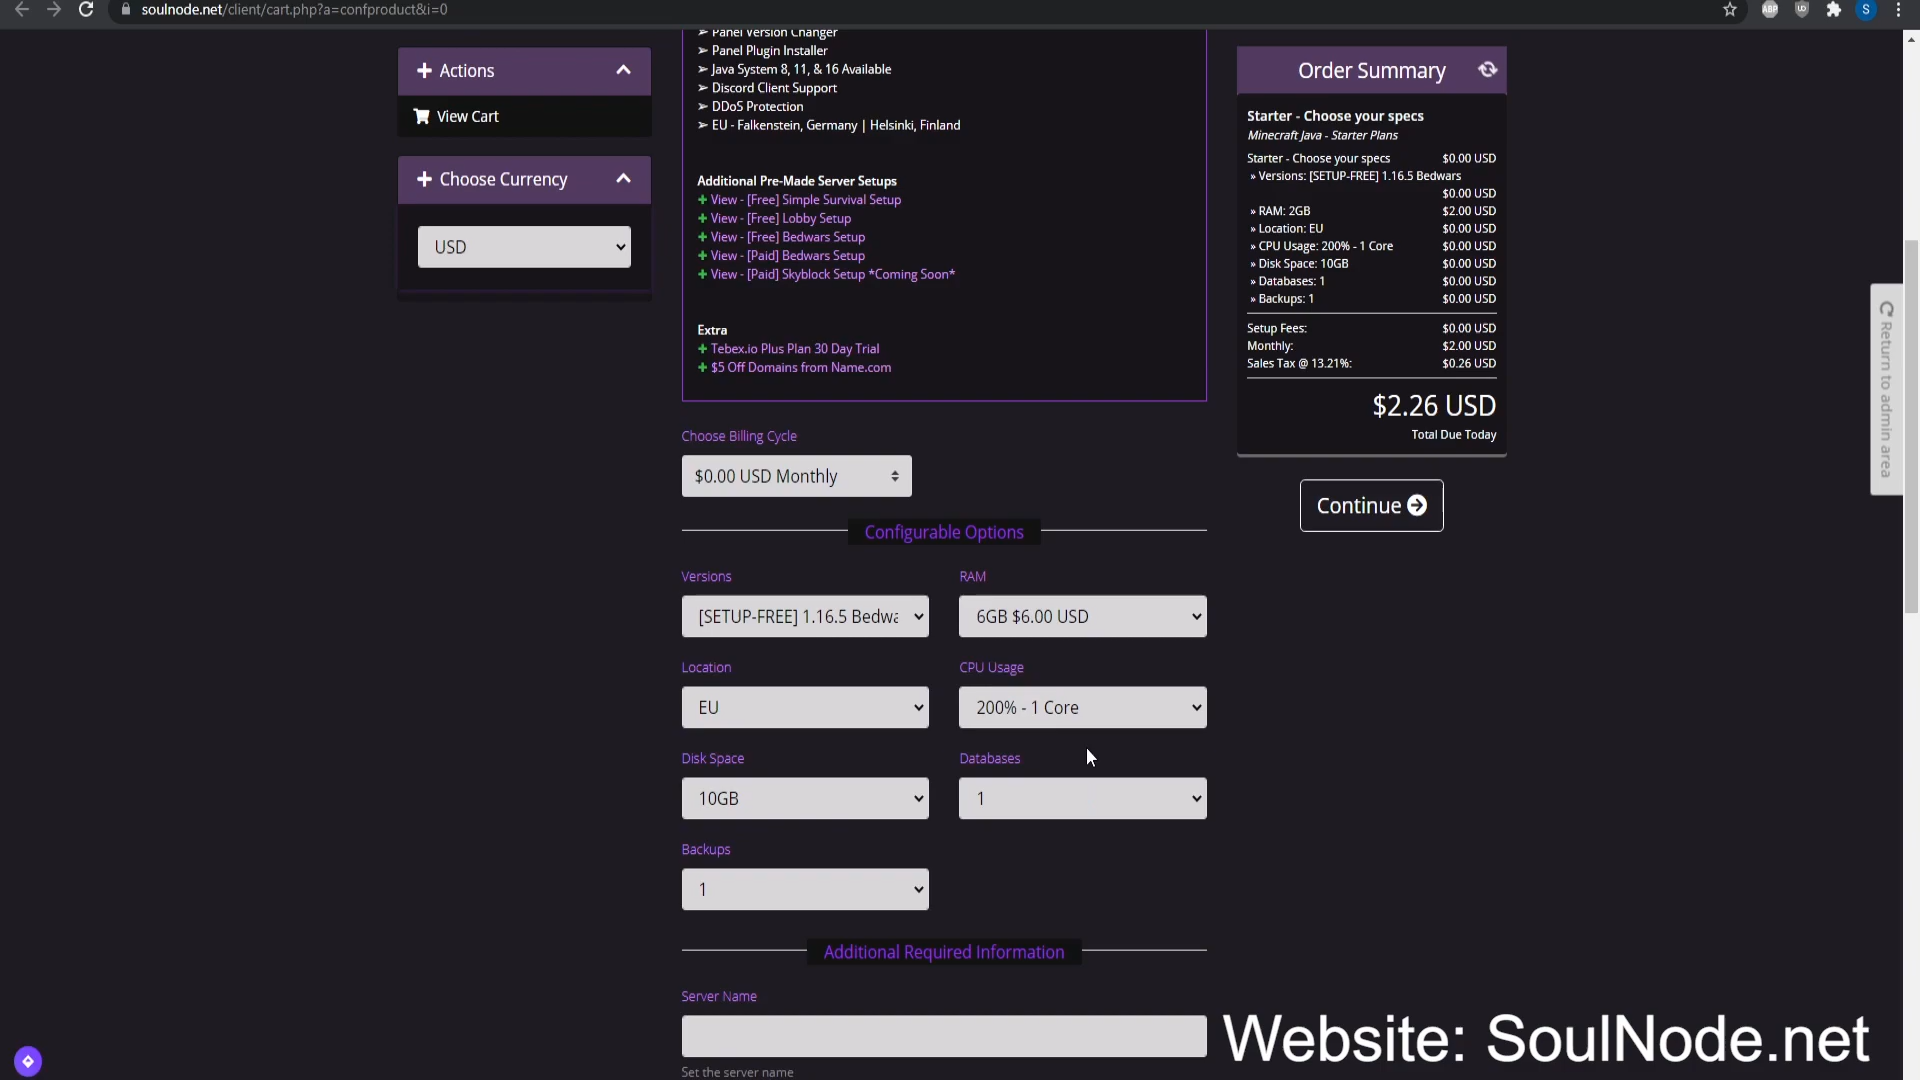 soulnode.net/client/cart.php?a=confproduct&i=0
ABP
UD
S
Actions
View Cart
Choose Currency
USD
Panel Version Changer
➢ Panel Plugin Installer
➢ Java System 8, 11, & 16 Available
➢ Discord Client Support
➢ DDoS Protection
➢ EU - Falkenstein, Germany | Helsinki, Finland
Additional Pre-Made Server Setups
+ View - [Free] Simple Survival Setup
+ View - [Free] Lobby Setup
+ View - [Free] Bedwars Setup
+ View - [Paid] Bedwars Setup
+ View - [Paid] Skyblock Setup *Coming Soon*
Extra
+ Tebex.io Plus Plan 30 Day Trial
+ $5 Off Domains from Name.com
Choose Billing Cycle
$0.00 USD Monthly
Configurable Options
Versions
[SETUP-FREE] 1.16.5 Bedwa
RAM
6GB $6.00 USD
Location
EU
CPU Usage
200% - 1 Core
Disk Space
10GB
Databases
1
Backups
1
Additional Required Information
Server Name
Set the server name
Order Summary
Starter - Choose your specs
Minecraft Java - Starter Plans
Starter - Choose your specs $0.00 USD
» Versions: [SETUP-FREE] 1.16.5 Bedwars
$0.00 USD
» RAM: 2GB $2.00 USD
» Location: EU $0.00 USD
» CPU Usage: 200% - 1 Core $0.00 USD
» Disk Space: 10GB $0.00 USD
» Databases: 1 $0.00 USD
» Backups: 1 $0.00 USD
Setup Fees: $0.00 USD
Monthly: $2.00 USD
Sales Tax @ 13.21%: $0.26 USD
$2.26 USD
Total Due Today
Continue
Return to admin area
Website: SoulNode.net